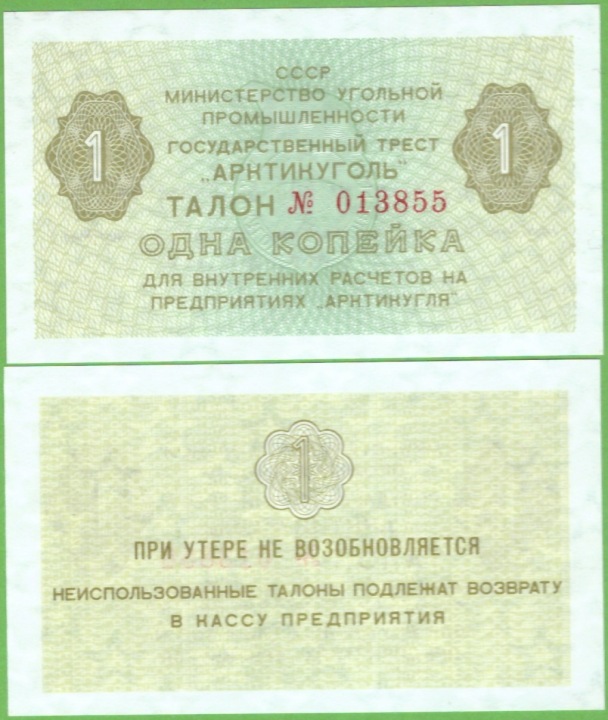 СССР
МИНИСТЕРСТВО УГОЛЬНОЙ
ПРОМЫШЛЕННОСТИ
ГОСУДАРСТВЕННЫЙ ТРЕСТ
„АРКТИКУГОЛЬ"
1 1
ТАЛОН № 013855
ОДНА КОПЕЙКА
ДЛЯ ВНУТРЕННИХ РАСЧЕТОВ НА
ПРЕДПРИЯТИЯХ „АРКТИКУГЛЯ"
1
ПРИ УТЕРЕ НЕ ВОЗОБНОВЛЯЕТСЯ
НЕИСПОЛЬЗОВАННЫЕ ТАЛОНЫ ПОДЛЕЖАТ ВОЗВРАТУ
В КАССУ ПРЕДПРИЯТИЯ